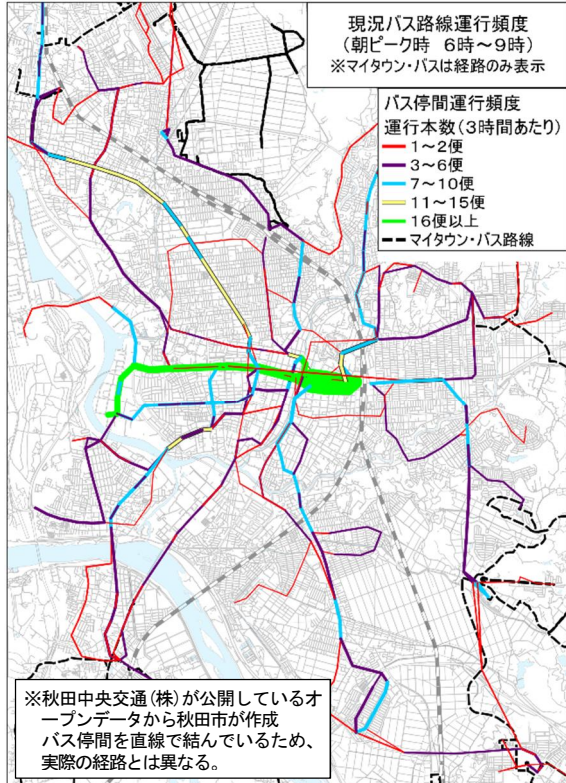 現況バス路線運行頻度
(朝ピーク時 6時～9時)
※マイタウン・バスは経路のみ表示
バス停間運行頻度
運行本数(3時間あたり)
1～2便
3～6便
7～10便
11～15便
16便以上
マイタウン・バス路線
※秋田中央交通(株)が公開しているオ
ープンデータから秋田市が作成
バス停間を直線で結んでいるため、
実際の経路とは異なる。